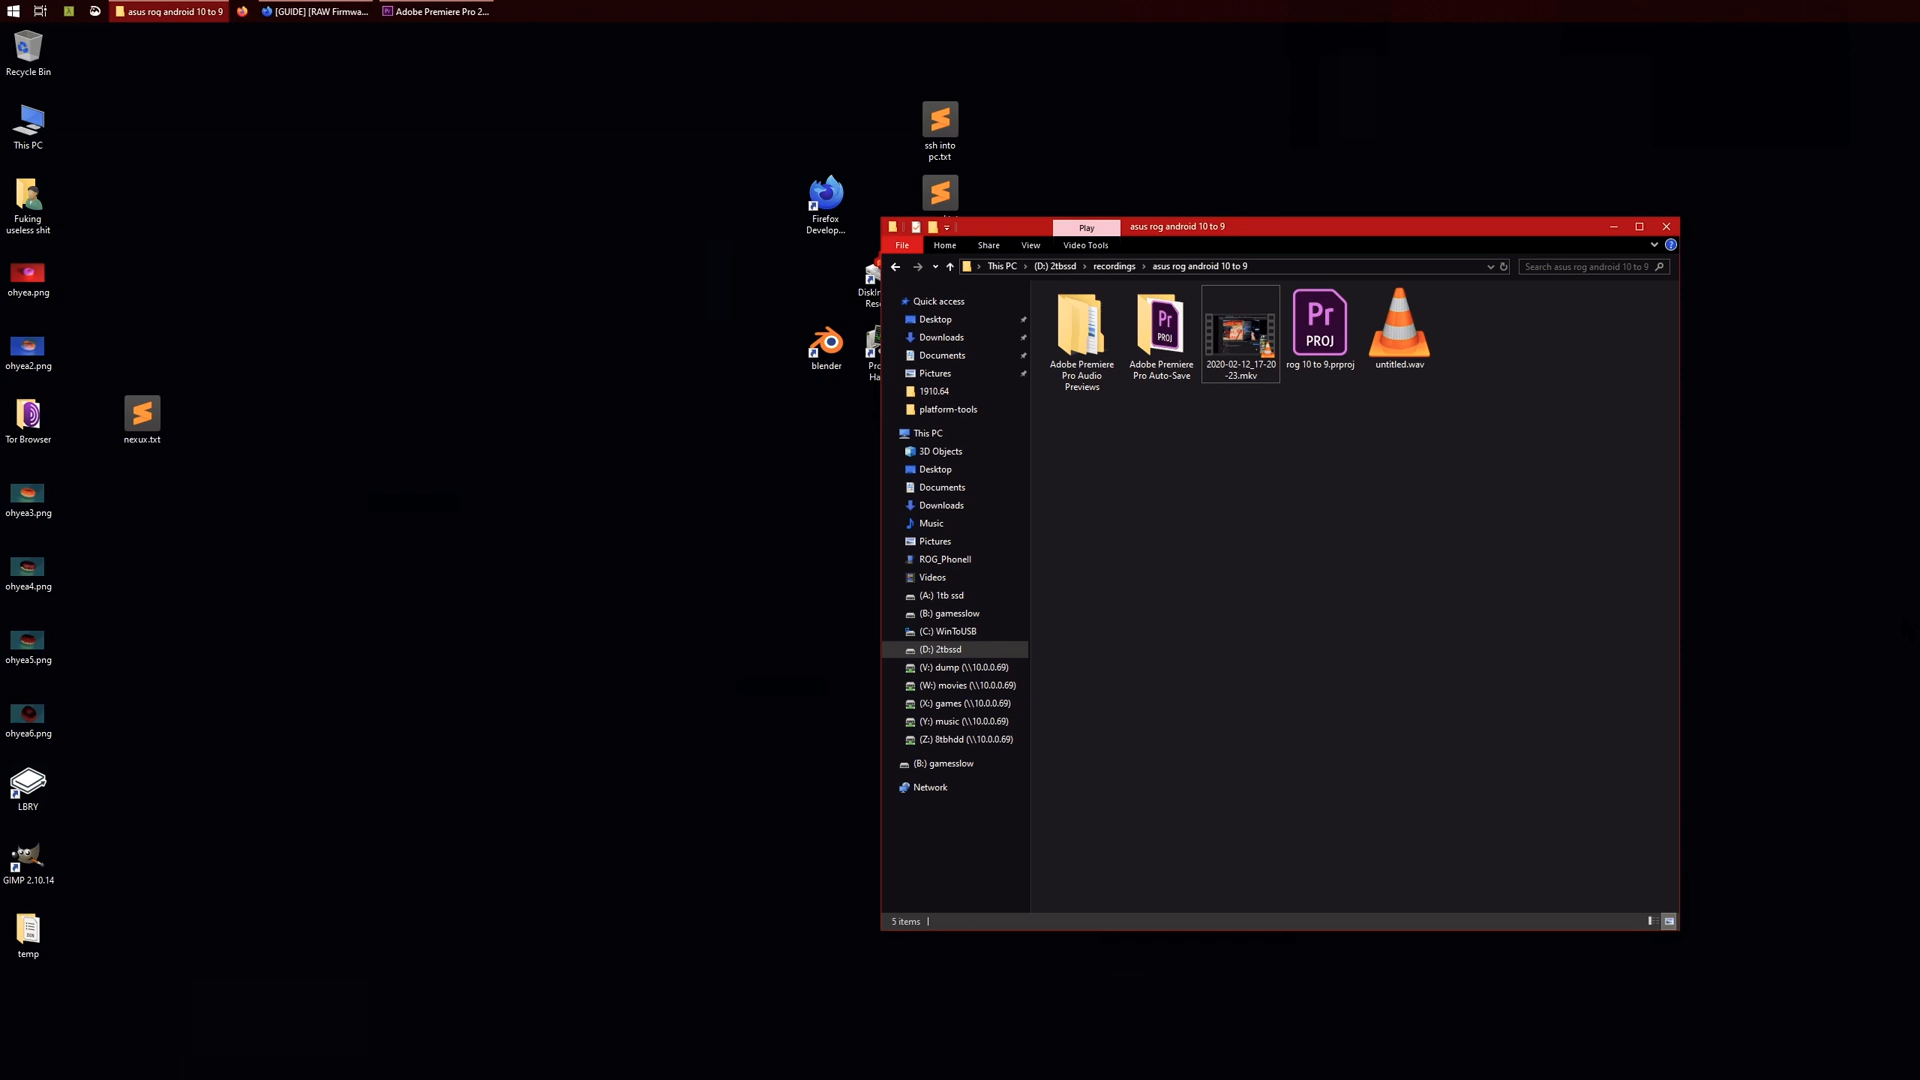 asus rog android 10 to 9
[GUIDE] [RAW Firmwa...
Adobe Premiere Pro 2...
Recycle Bin
This PC
Fuking
useless shit
ohyea.png
ohyea2.png
Tor Browser
nexux.txt
ohyea3.png
ohyea4.png
ohyea5.png
ohyea6.png
LBRY
GIMP 2.10.14
temp
ssh into
pc.txt
Firefox
Develop...
blender
Play
asus rog android 10 to 9
File
Home
Share
View
Video Tools
This PC
(D:) 2tbssd
recordings
asus rog android 10 to 9
Search asus rog android 10 to 9
Quick access
Desktop
Downloads
Documents
Pictures
1910.64
platform-tools
This PC
3D Objects
Desktop
Documents
Downloads
Music
Pictures
ROG_PhoneII
Videos
(A:) 1tb ssd
(B:) gamesslow
(C:) WinToUSB
(D:) 2tbssd
(V:) dump (\\10.0.0.69)
(W:) movies (\\10.0.0.69)
(X:) games (\\10.0.0.69)
(Y:) music (\\10.0.0.69)
(Z:) 8tbhdd (\\10.0.0.69)
(B:) gamesslow
Network
Adobe Premiere
Pro Audio
Previews
Adobe Premiere
Pro Auto-Save
2020-02-12_17-20
-23.mkv
Pr
PROJ
rog 10 to 9.prproj
untitled.wav
5 items